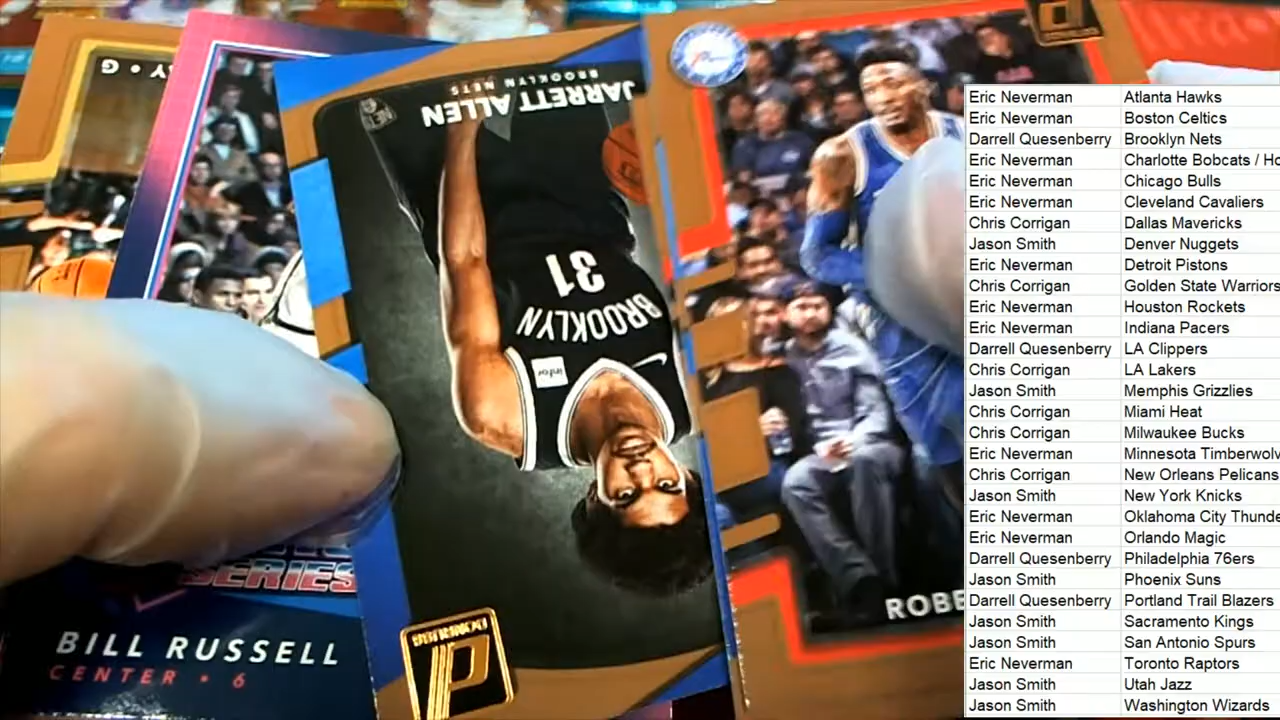 Y • G
JARRETT ALLEN
BROOKLYN NETS
BROOKLYN
31
infor
DONRUSS
SERIES
BILL RUSSELL
CENTER • 6
ROBE
Eric Neverman Atlanta Hawks
Eric Neverman Boston Celtics
Darrell Quesenberry Brooklyn Nets
Eric Neverman Charlotte Bobcats / Ho
Eric Neverman Chicago Bulls
Eric Neverman Cleveland Cavaliers
Chris Corrigan Dallas Mavericks
Jason Smith Denver Nuggets
Eric Neverman Detroit Pistons
Chris Corrigan Golden State Warriors
Eric Neverman Houston Rockets
Eric Neverman Indiana Pacers
Darrell Quesenberry LA Clippers
Chris Corrigan LA Lakers
Jason Smith Memphis Grizzlies
Chris Corrigan Miami Heat
Chris Corrigan Milwaukee Bucks
Eric Neverman Minnesota Timberwolv
Chris Corrigan New Orleans Pelicans
Jason Smith New York Knicks
Eric Neverman Oklahoma City Thunde
Eric Neverman Orlando Magic
Darrell Quesenberry Philadelphia 76ers
Jason Smith Phoenix Suns
Darrell Quesenberry Portland Trail Blazers
Jason Smith Sacramento Kings
Jason Smith San Antonio Spurs
Eric Neverman Toronto Raptors
Jason Smith Utah Jazz
Jason Smith Washington Wizards